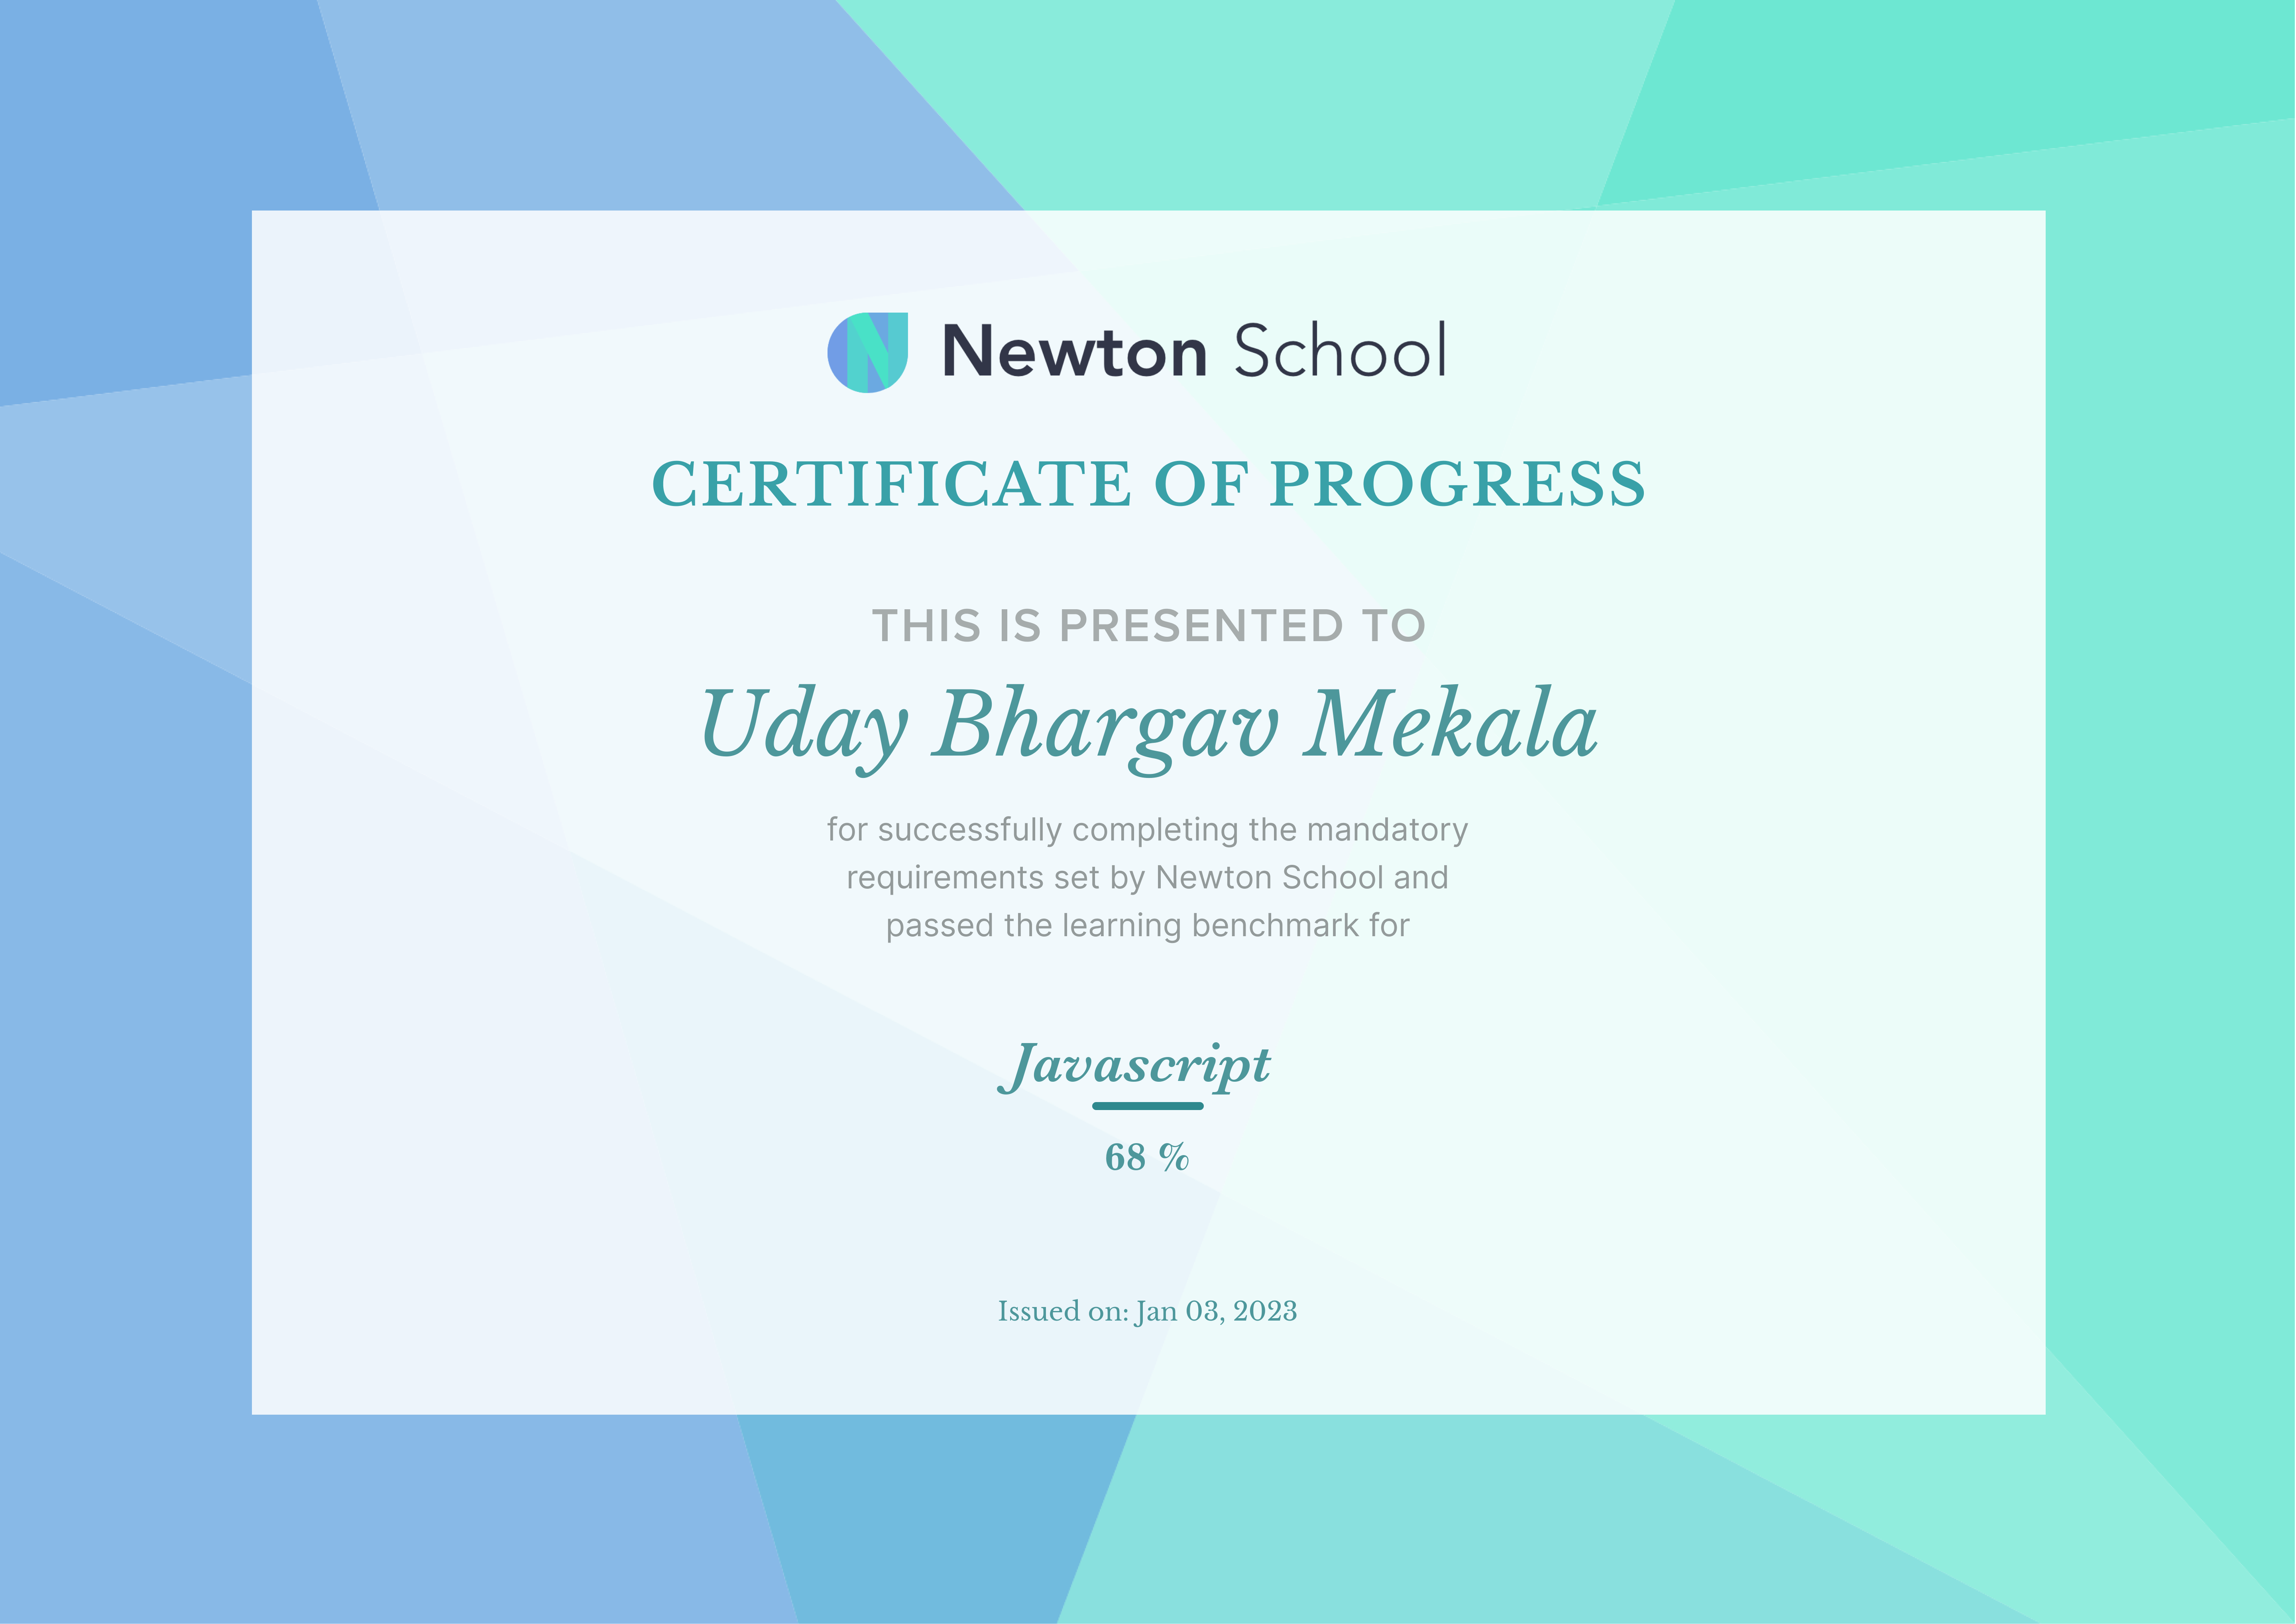 Newton School
CERTIFICATE OF PROGRESS
THIS IS PRESENTED TO
Uday Bhargav Mekala
for successfully completing the mandatory
requirements set by Newton School and
passed the learning benchmark for
Javascript
68 %
Issued on: Jan 03, 2023